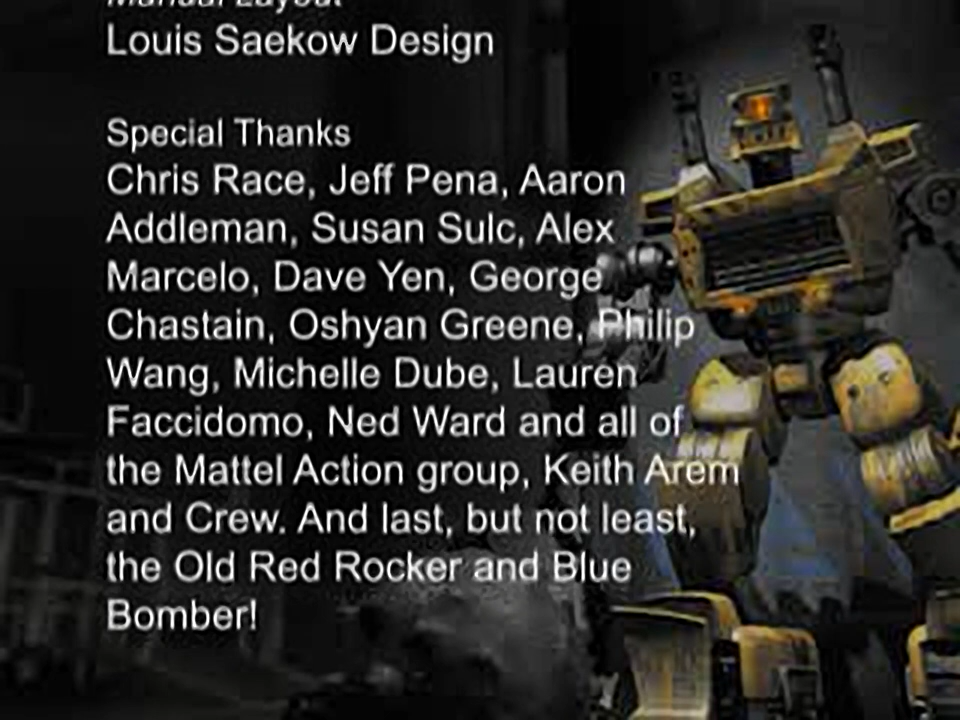 Manual Layout
Louis Saekow Design
Special Thanks
Chris Race, Jeff Pena, Aaron
Addleman, Susan Sulc, Alex
Marcelo, Dave Yen, George
Chastain, Oshyan Greene, Philip
Wang, Michelle Dube, Lauren
Faccidomo, Ned Ward and all of
the Mattel Action group, Keith Arem
and Crew. And last, but not least,
the Old Red Rocker and Blue
Bomber!